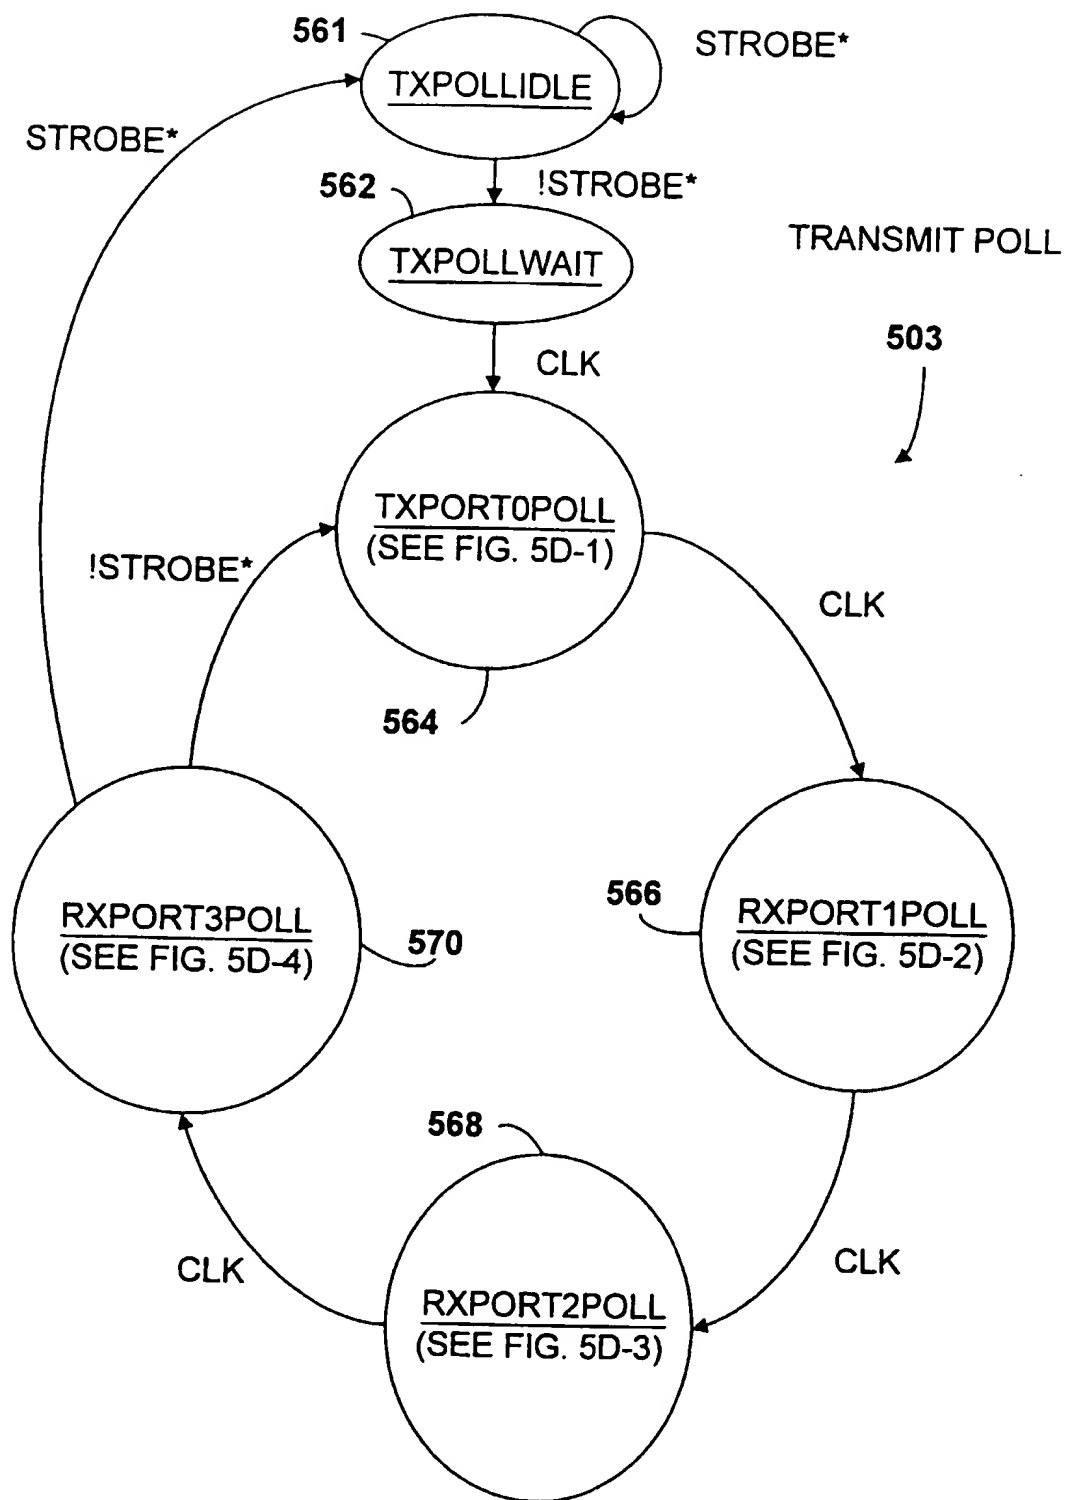 561
STROBE*
TXPOLLIDLE
STROBE*
562
!STROBE*
TRANSMIT POLL
TXPOLLWAIT
503
CLK
TXPORT0POLL
(SEE FIG. 5D-1)
!STROBE*
CLK
564
566
RXPORT3POLL
(SEE FIG. 5D-4)
570
RXPORT1POLL
(SEE FIG. 5D-2)
568
CLK
CLK
RXPORT2POLL
(SEE FIG. 5D-3)